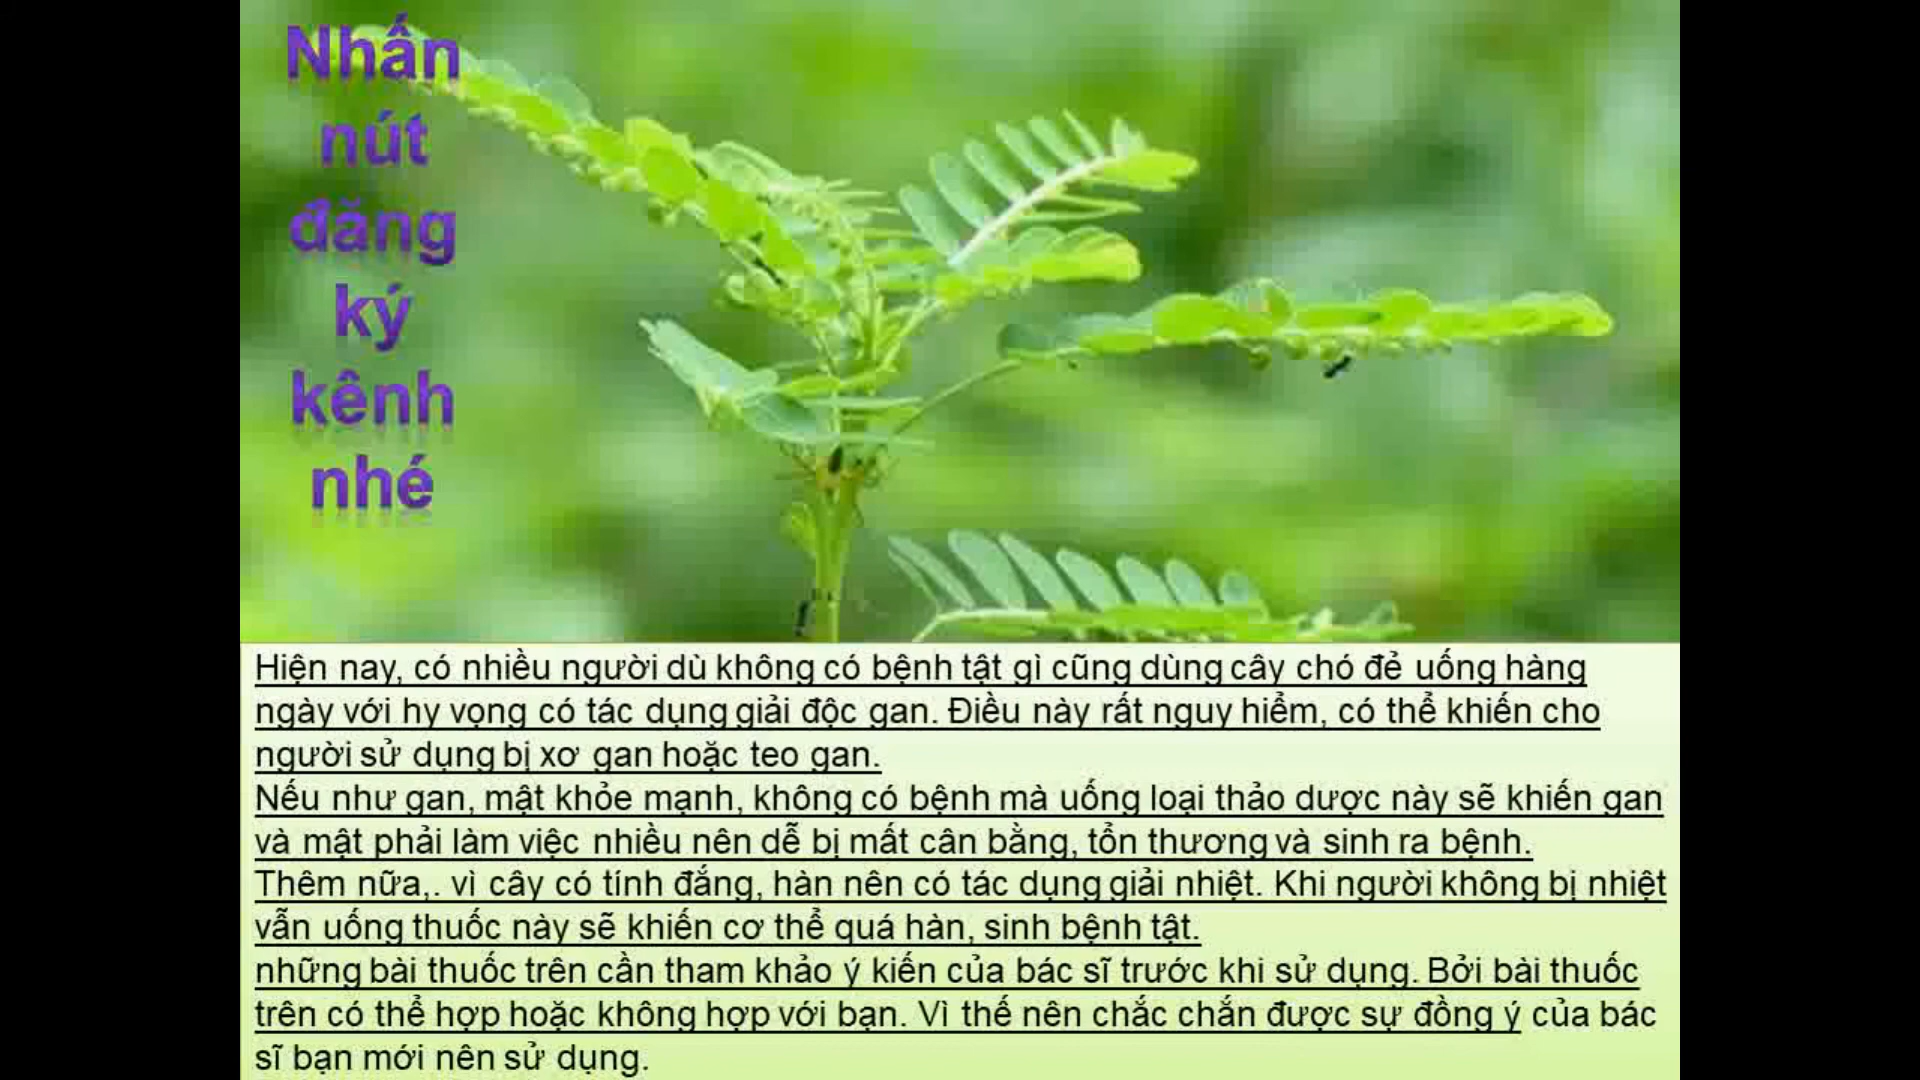 Nhấn
nút
đăng
ký
kênh
nhé
Hiện nay, có nhiều người dù không có bệnh tật gì cũng dùng cây chó đẻ uống hàng
ngày với hy vọng có tác dụng giải độc gan. Điều này rất nguy hiểm, có thể khiến cho
người sử dụng bị xơ gan hoặc teo gan.
Nếu như gan, mật khỏe mạnh, không có bệnh mà uống loại thảo dược này sẽ khiến gan
và mật phải làm việc nhiều nên dễ bị mất cân bằng, tổn thương và sinh ra bệnh.
Thêm nữa,. vì cây có tính đắng, hàn nên có tác dụng giải nhiệt. Khi người không bị nhiệt
vẫn uống thuốc này sẽ khiến cơ thể quá hàn, sinh bệnh tật.
những bài thuốc trên cần tham khảo ý kiến của bác sĩ trước khi sử dụng. Bởi bài thuốc
trên có thể hợp hoặc không hợp với bạn. Vì thế nên chắc chắn được sự đồng ý của bác
sĩ bạn mới nên sử dụng.